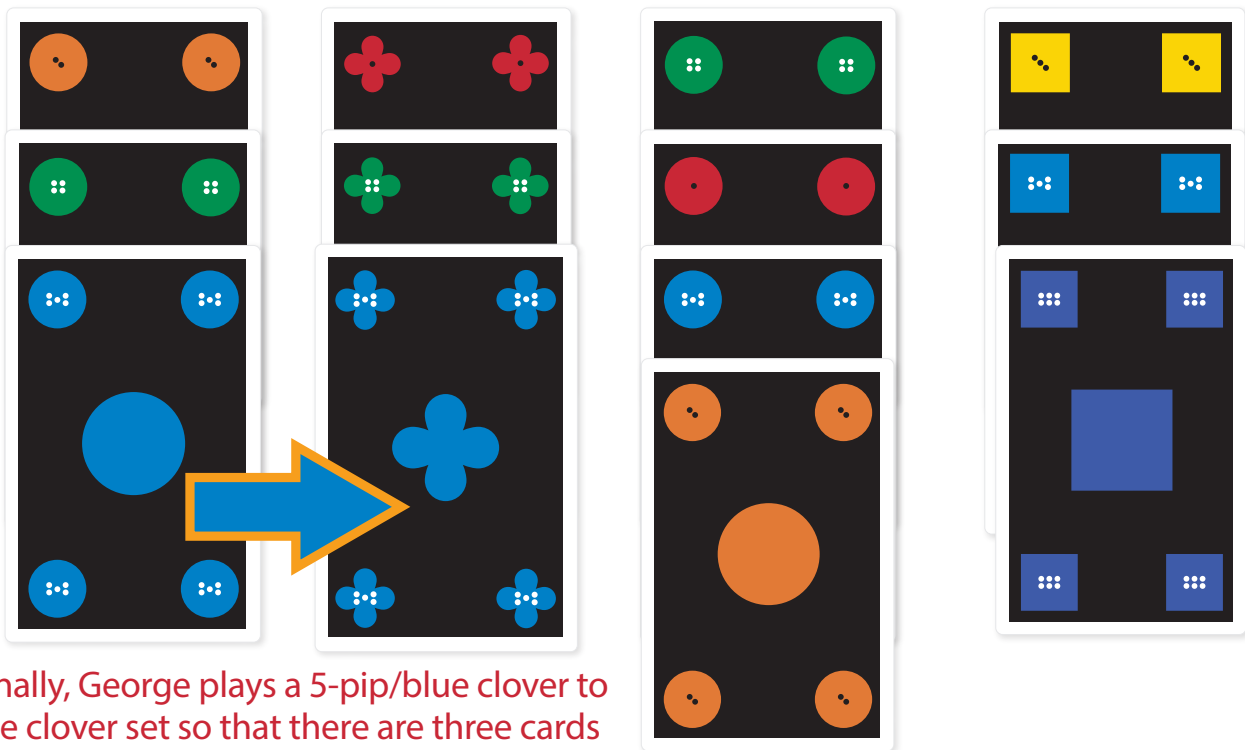 nally, George plays a 5-pip/blue clover to
e clover set so that there are three cards